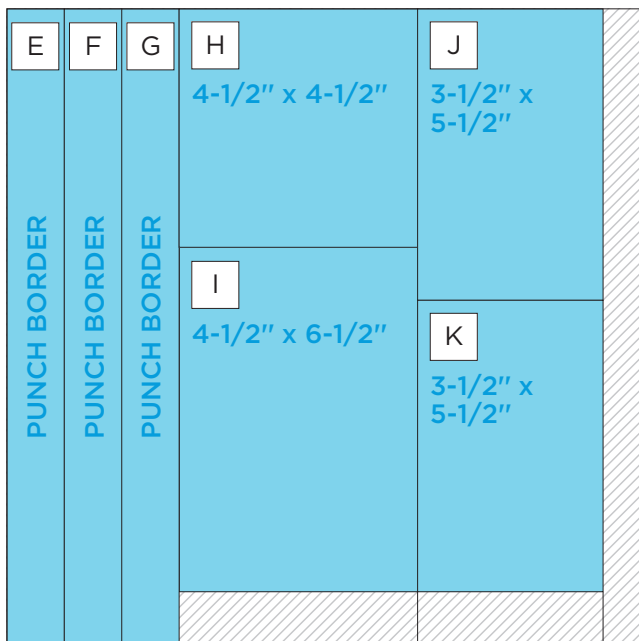 E
F
G
H
J
4-1/2" x 4-1/2"
3-1/2" x
5-1/2"
PUNCH BORDER
PUNCH BORDER
PUNCH BORDER
I
4-1/2" x 6-1/2"
K
3-1/2" x
5-1/2"